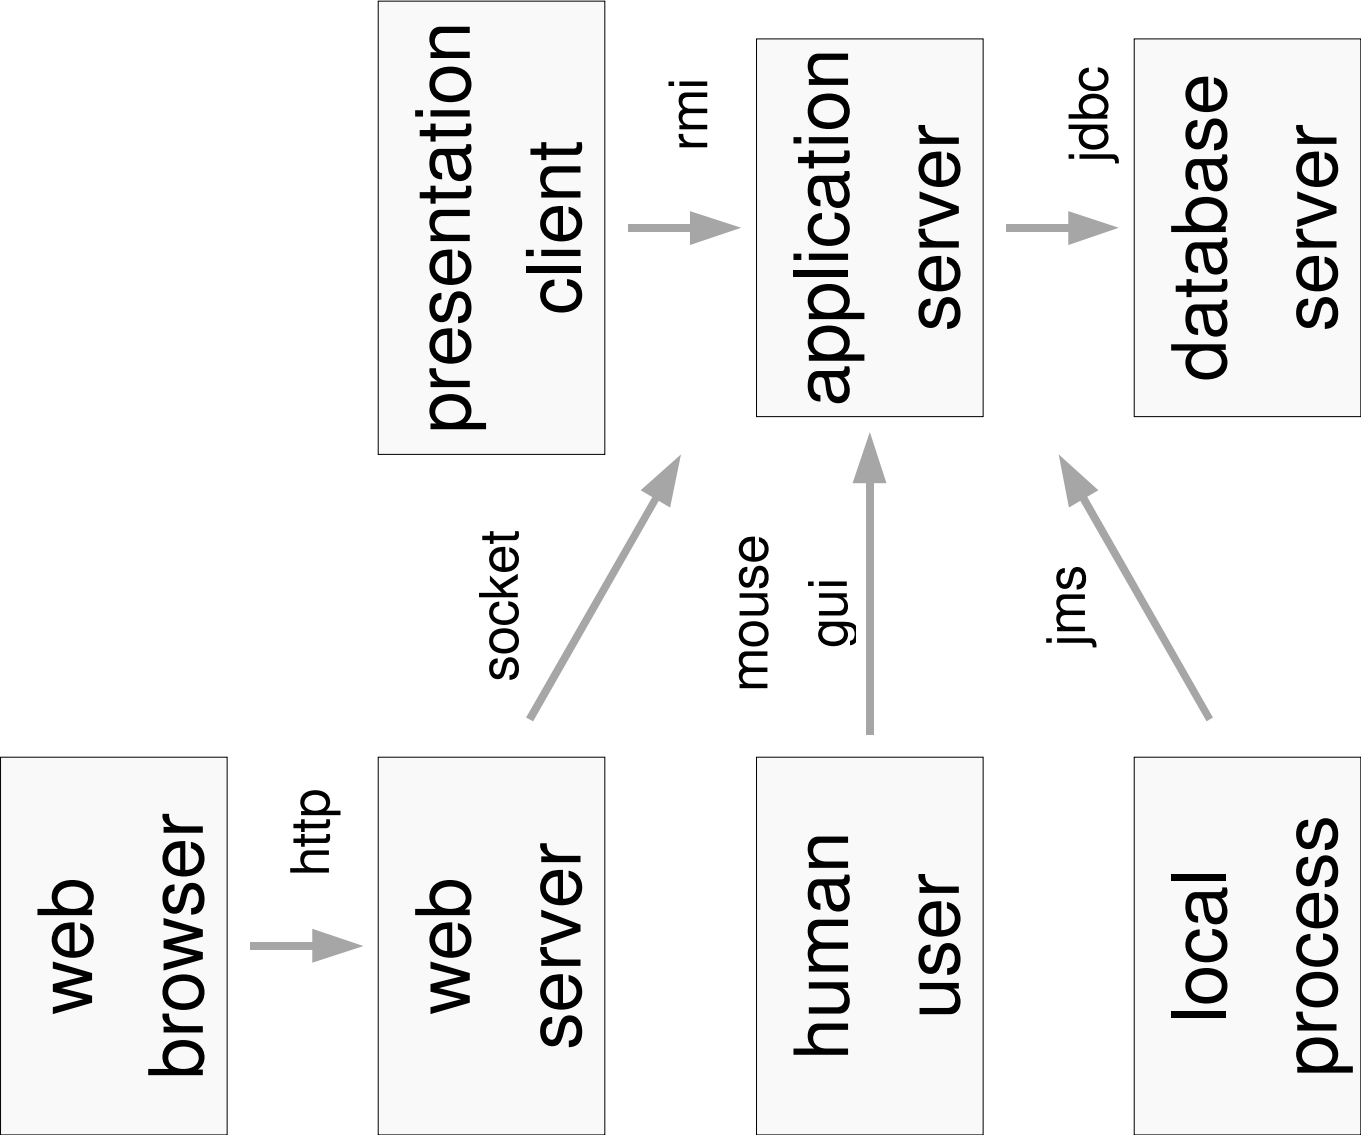 web
browser
http
web
server
socket
presentation
client
rmi
mouse
gui
human
user
application
server
jms
jdbc
local
process
database
server